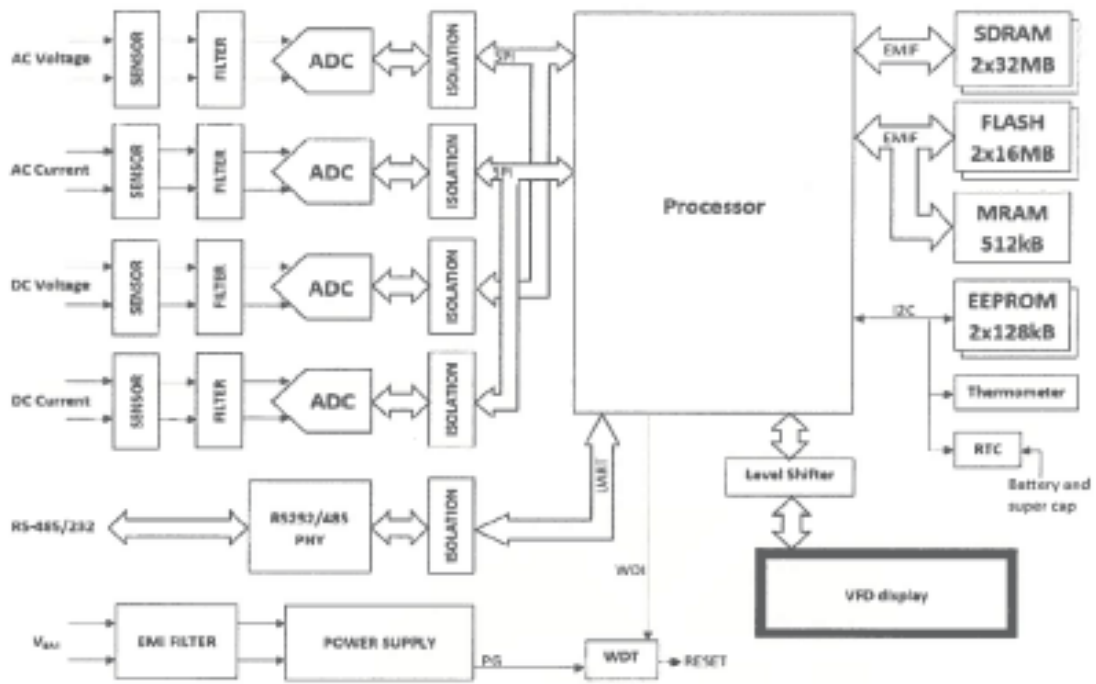 AC Voltage
SENSOR
FILTER
ADC
ISOLATION
SPI
Processor
EMIF
SDRAM
2x32MB
AC Current
SENSOR
FILTER
ADC
ISOLATION
SPI
EMIF
FLASH
2x16MB
MRAM
512kB
DC Voltage
SENSOR
FILTER
ADC
ISOLATION
I2C
EEPROM
2x128kB
DC Current
SENSOR
FILTER
ADC
ISOLATION
Thermometer
RTC
Battery and
super cap
Level Shifter
RS-485/232
RS232/485
PHY
ISOLATION
UART
VFD display
WDI
EMI FILTER
POWER SUPPLY
PG
WDT
RESET